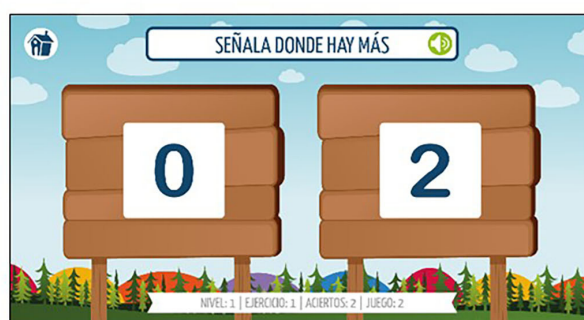 SEÑALA DONDE HAY MÁS
0
2
NIVEL: 1 | EJERCICIO: 1 | ACIERTOS: 2 | JUEGO: 2